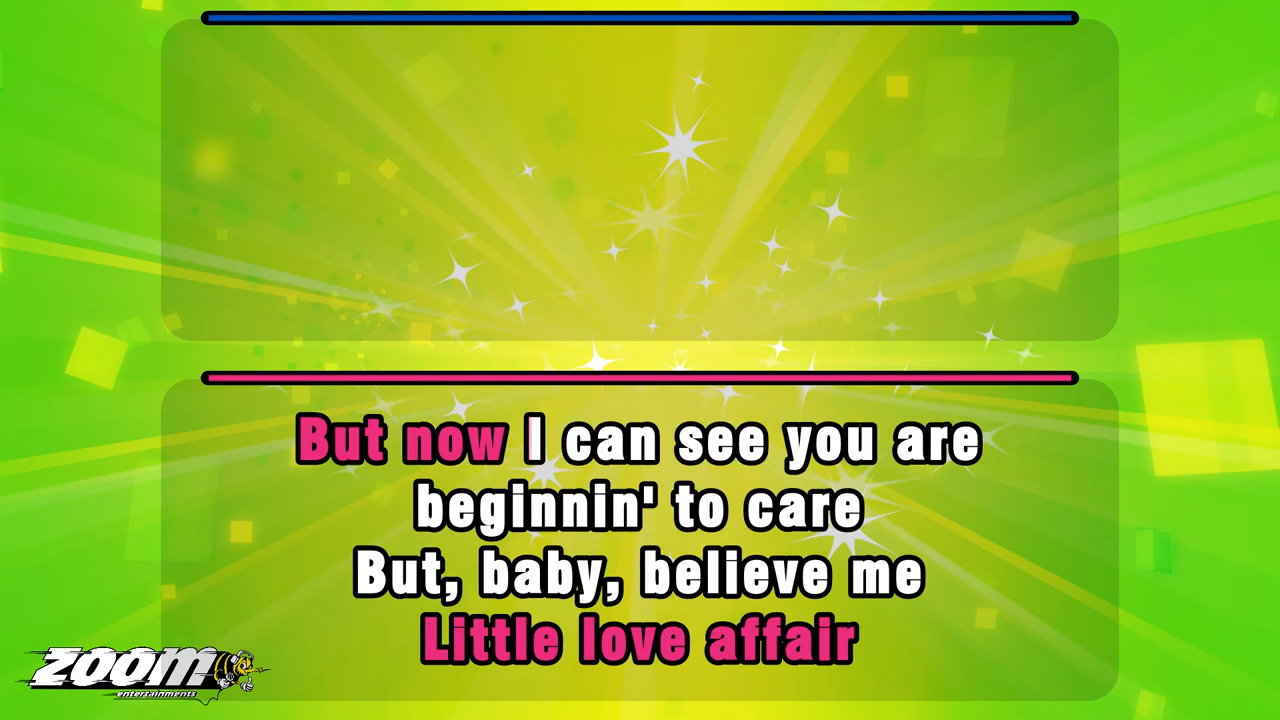 But now I can see you are
beginnin' to care
But, baby, believe me
Little love affair
ZOOM
entertainments